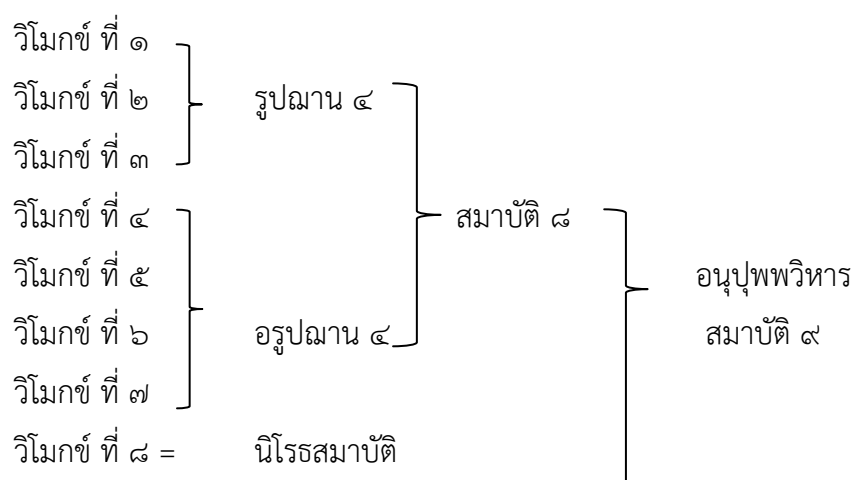 วิโมกข์ ที่ ๑
วิโมกข์ ที่ ๒ รูปฌาน ๔
วิโมกข์ ที่ ๓
วิโมกข์ ที่ ๔ สมาบัติ ๘
วิโมกข์ ที่ ๕ อนุปุพพวิหาร
วิโมกข์ ที่ ๖ อรูปฌาน ๔ สมาบัติ ๙
วิโมกข์ ที่ ๗
วิโมกข์ ที่ ๘ = นิโรธสมาบัติ